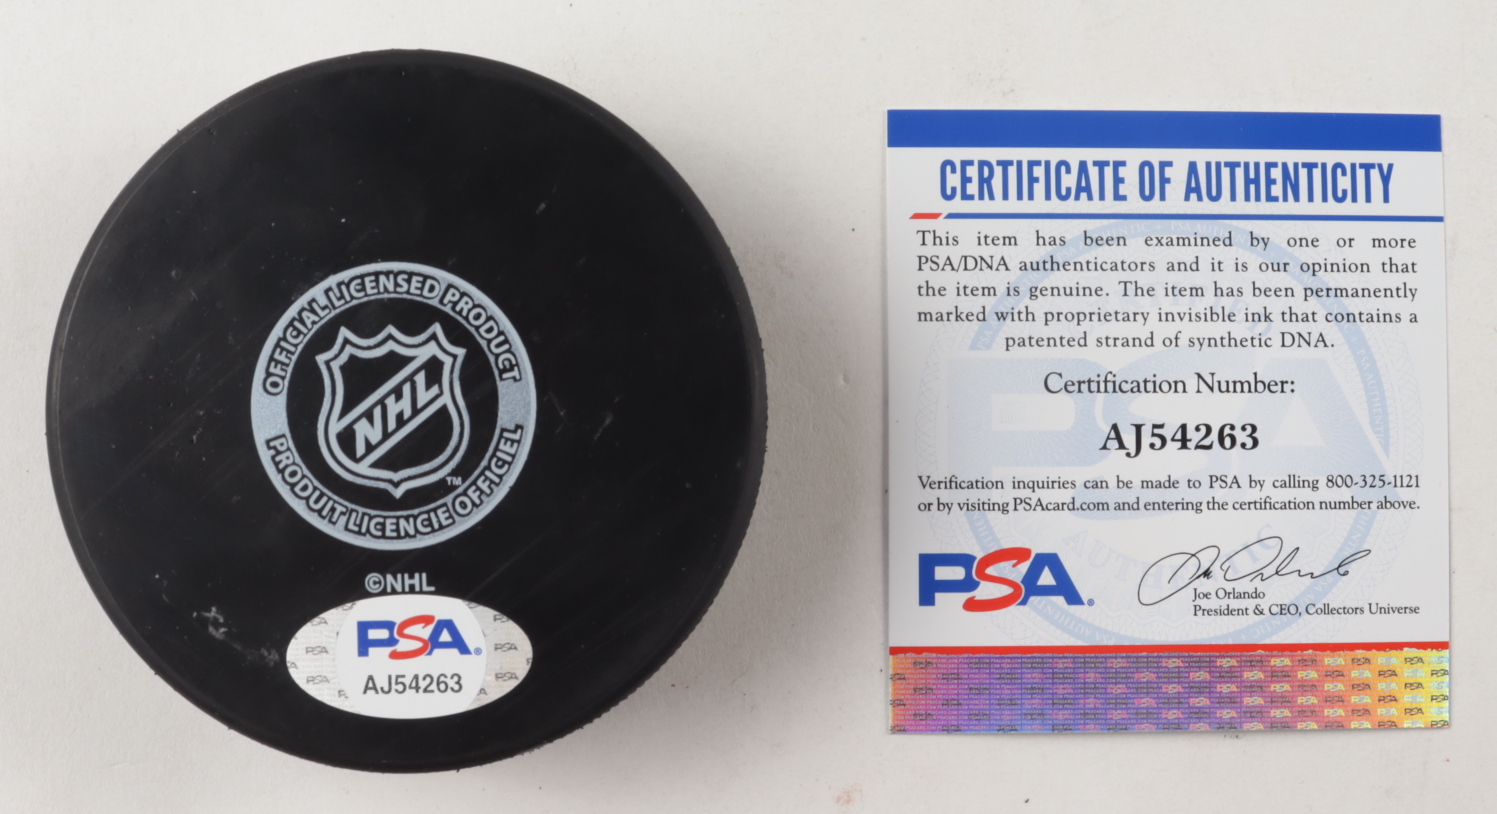 OFFICIAL LICENSED PRODUCT
NHL
TM
PRODUIT LICENCIE OFFICIEL
©NHL
PSA®
AJ54263
CERTIFICATE OF AUTHENTICITY
This item has been examined by one or more
PSA/DNA authenticators and it is our opinion that
the item is genuine. The item has been permanently
marked with proprietary invisible ink that contains a
patented strand of synthetic DNA.
Certification Number:
AJ54263
Verification inquiries can be made to PSA by calling 800-325-1121
or by visiting PSAcard.com and entering the certification number above.
PSA®
Joe Orlando
President & CEO, Collectors Universe